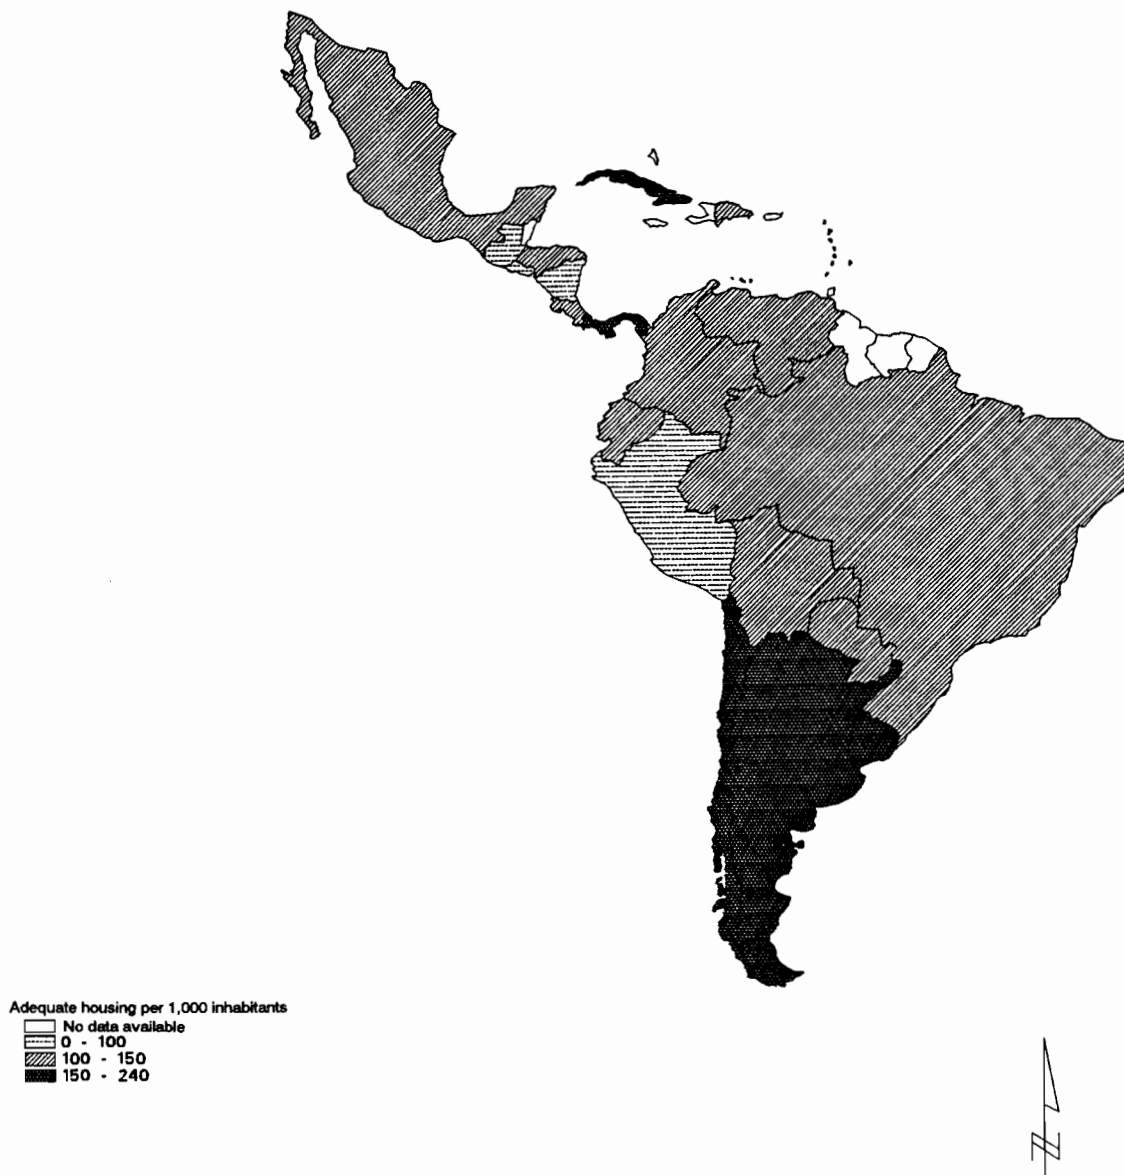 Adequate housing per 1,000 inhabitants
No data available
0 - 100
100 - 150
150 - 240
N